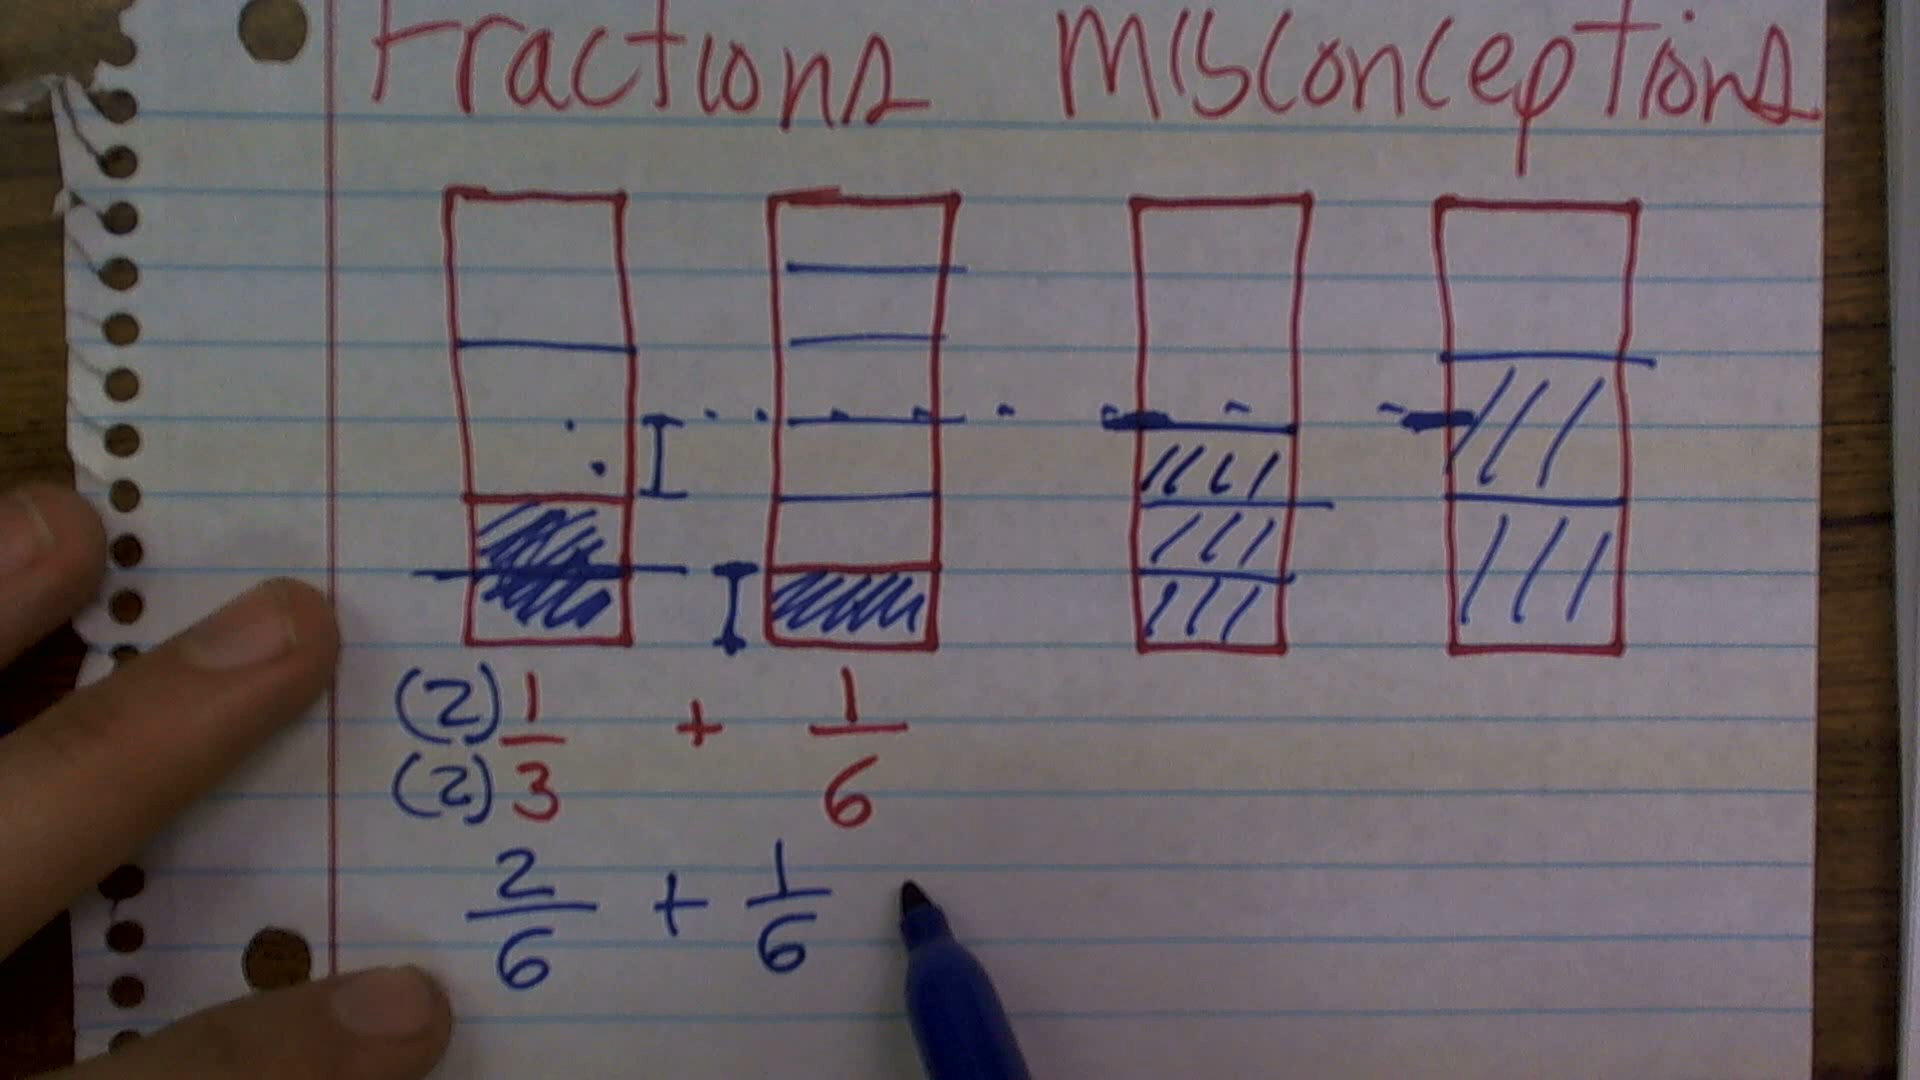 Fractions Misconceptions
(2) 1 + 1
(2) 3 6
2 + 1
6 6